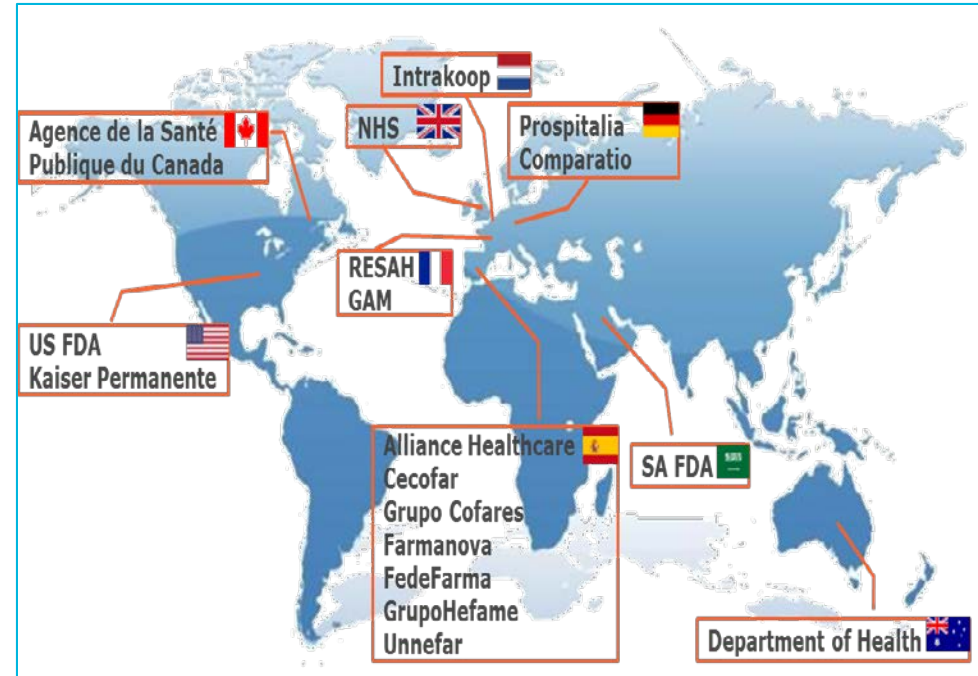 Intrakoop
Agence de la Santé
Publique du Canada
NHS
Prospitalia
Comparatio
RESAH
GAM
US FDA
Kaiser Permanente
Alliance Healthcare
Cecofar
Grupo Cofares
Farmanova
FedeFarma
GrupoHefame
Unnefar
SA FDA
Department of Health